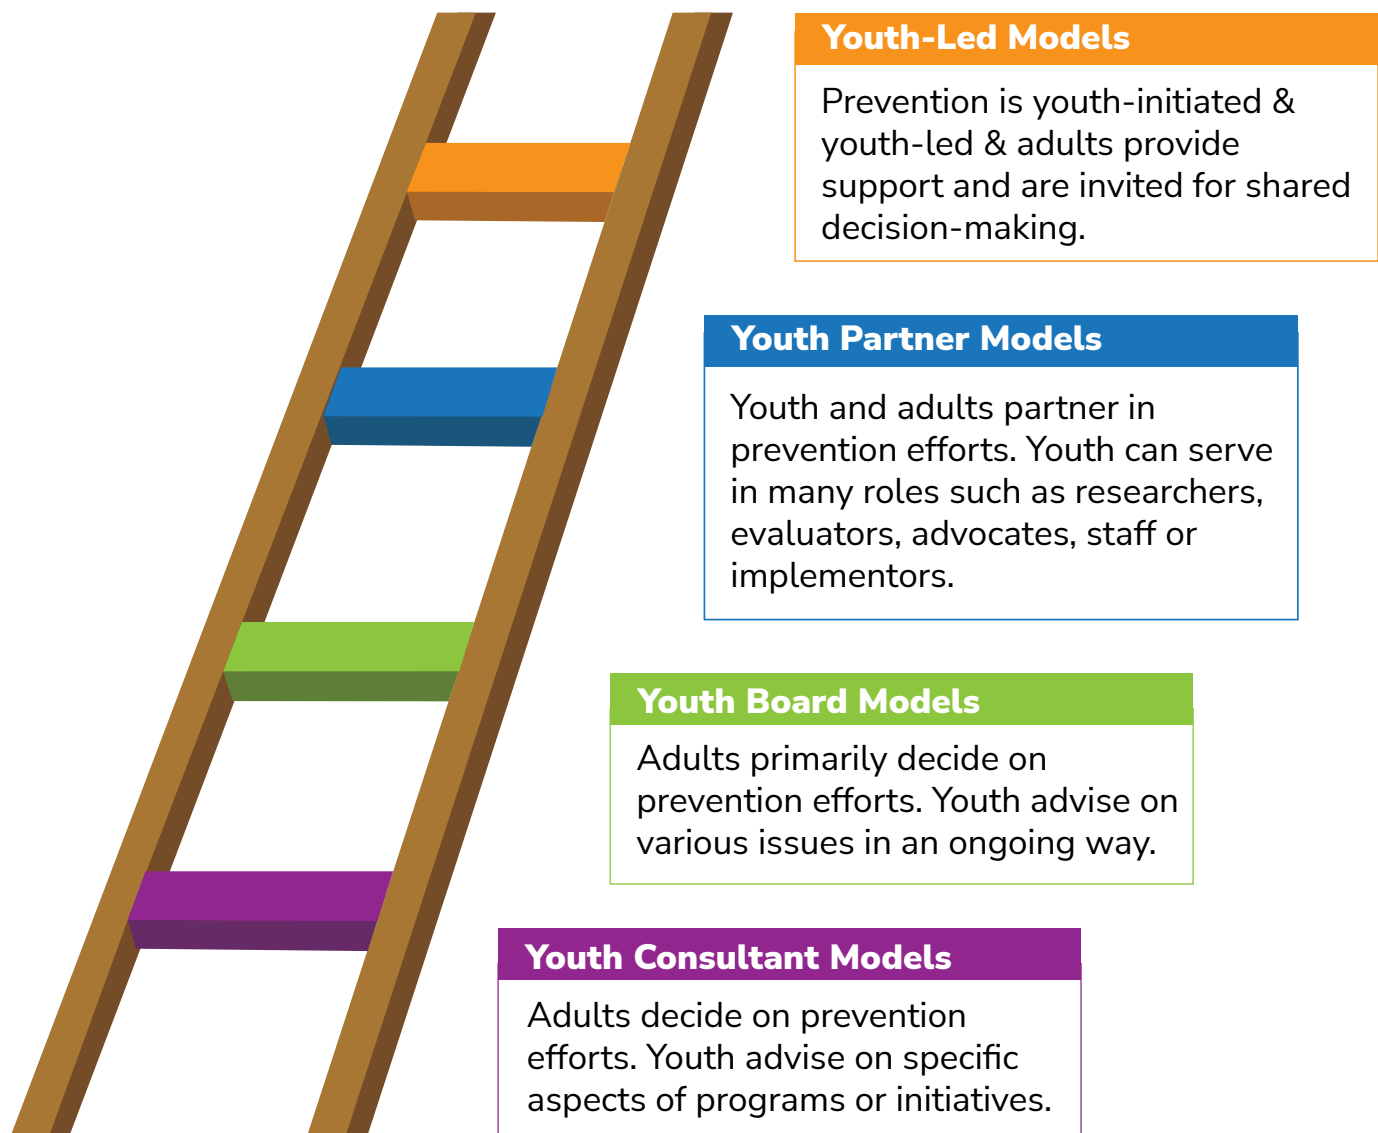 Youth-Led Models
Prevention is youth-initiated &
youth-led & adults provide
support and are invited for shared
decision-making.
Youth Partner Models
Youth and adults partner in
prevention efforts. Youth can serve
in many roles such as researchers,
evaluators, advocates, staff or
implementors.
Youth Board Models
Adults primarily decide on
prevention efforts. Youth advise on
various issues in an ongoing way.
Youth Consultant Models
Adults decide on prevention
efforts. Youth advise on specific
aspects of programs or initiatives.